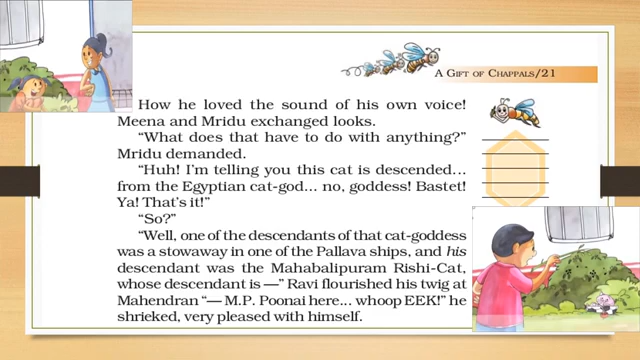 A GIFT OF CHAPPALS/21
How he loved the sound of his own voice!
Meena and Mridu exchanged looks.
“What does that have to do with anything?”
Mridu demanded.
“Huh! I’m telling you this cat is descended...
from the Egyptian cat-god... no, goddess! Bastet!
Ya! That’s it!”
“So?”
“Well, one of the descendants of that cat-goddess
was a stowaway in one of the Pallava ships, and his
descendant was the Mahabalipuram Rishi-Cat,
whose descendant is —” Ravi flourished his twig at
Mahendran “— M.P. Poonai here... whoop EEK!” he
shrieked, very pleased with himself.